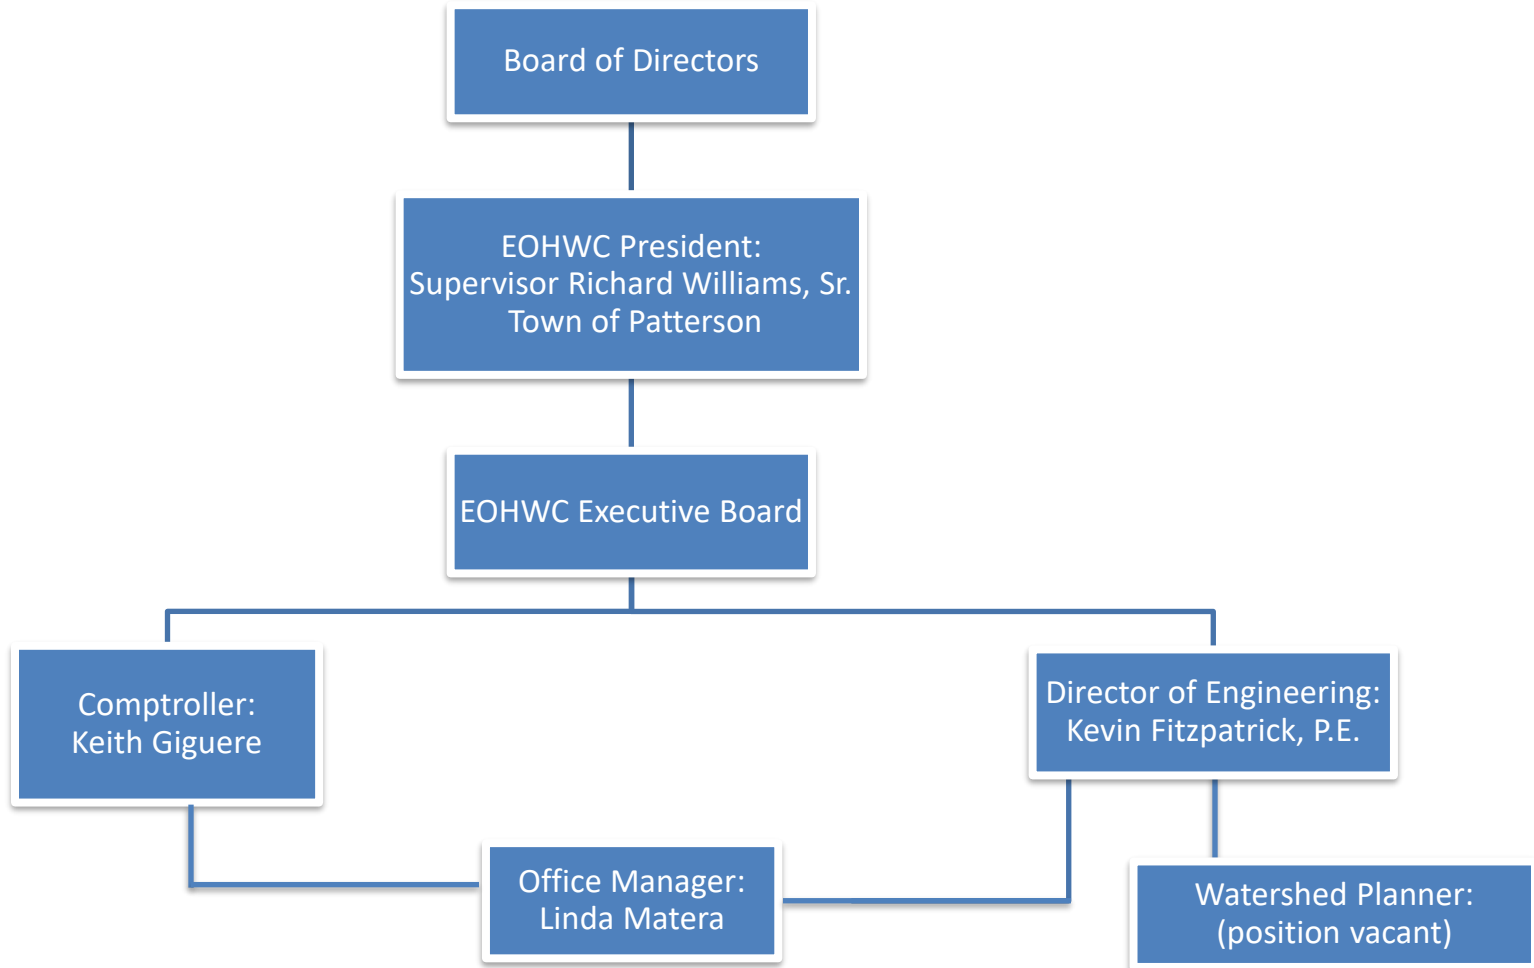 Board of Directors
EOHWC President:
Supervisor Richard Williams, Sr.
Town of Patterson
EOHWC Executive Board
Comptroller:
Keith Giguere
Director of Engineering:
Kevin Fitzpatrick, P.E.
Office Manager:
Linda Matera
Watershed Planner:
(position vacant)